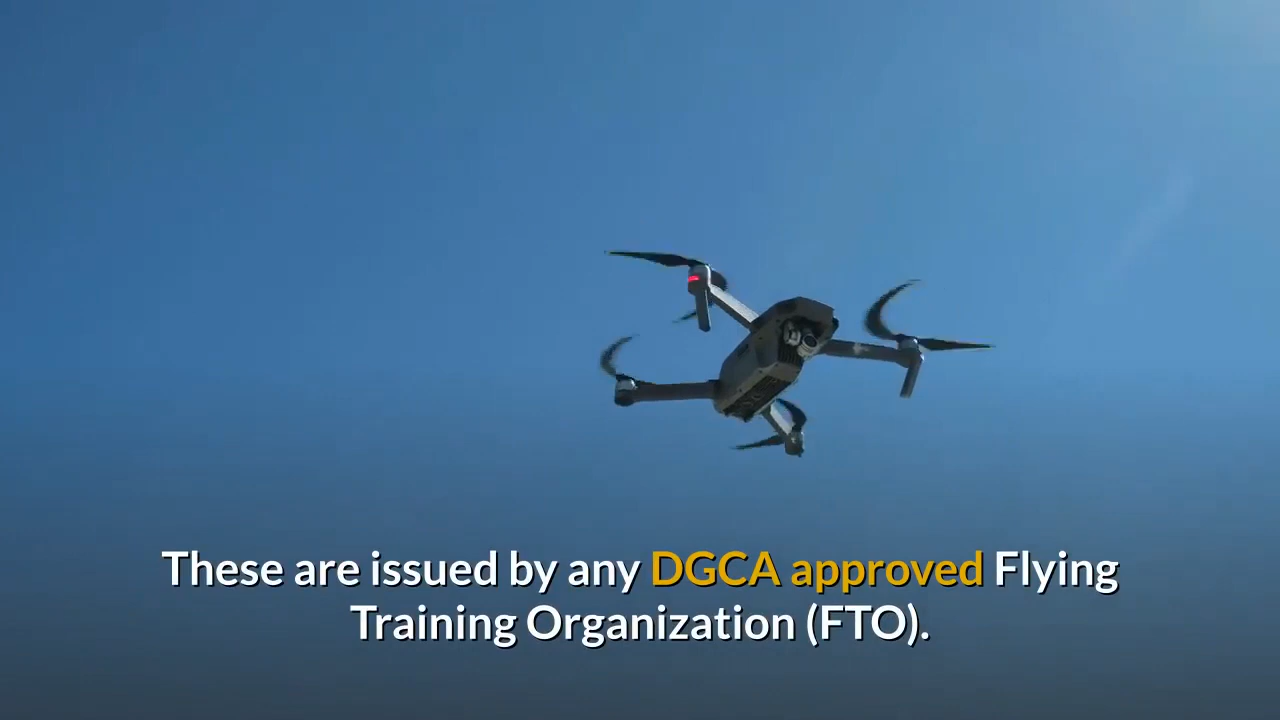 These are issued by any DGCA approved Flying
Training Organization (FTO).